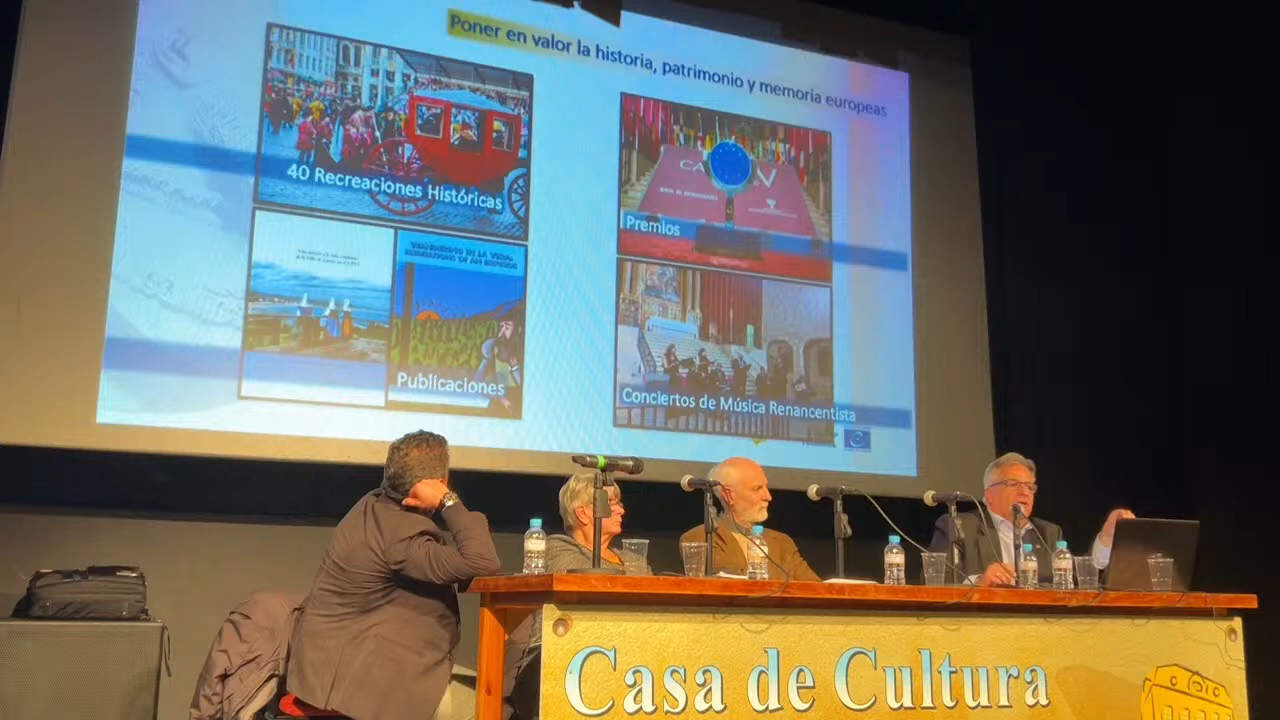 Poner en valor la historia, patrimonio y memoria europeas
40 Recreaciones Históricas
Premios
Publicaciones
Conciertos de Música Renancentista
Casa de Cultura